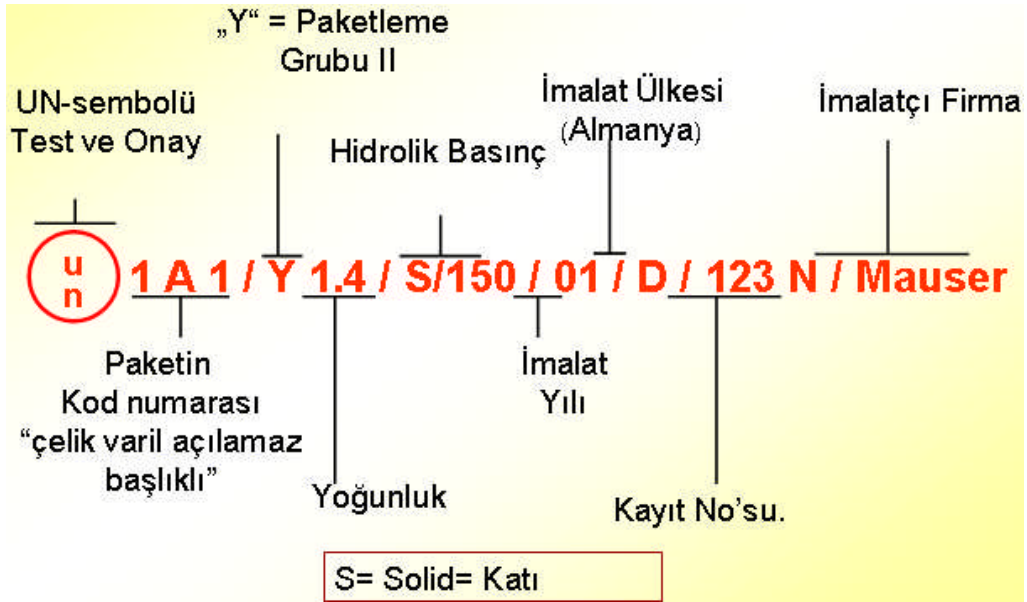 „Y“ = Paketleme
Grubu II
UN-sembolü
Test ve Onay
Hidrolik Basınç
İmalat Ülkesi
(Almanya)
İmalatçı Firma
u
n
1 A 1 / Y 1.4 / S/150 / 01 / D / 123 N / Mauser
Paketin
Kod numarası
“çelik varil açılamaz
başlıklı”
Yoğunluk
İmalat
Yılı
Kayıt No’su.
S= Solid= Katı